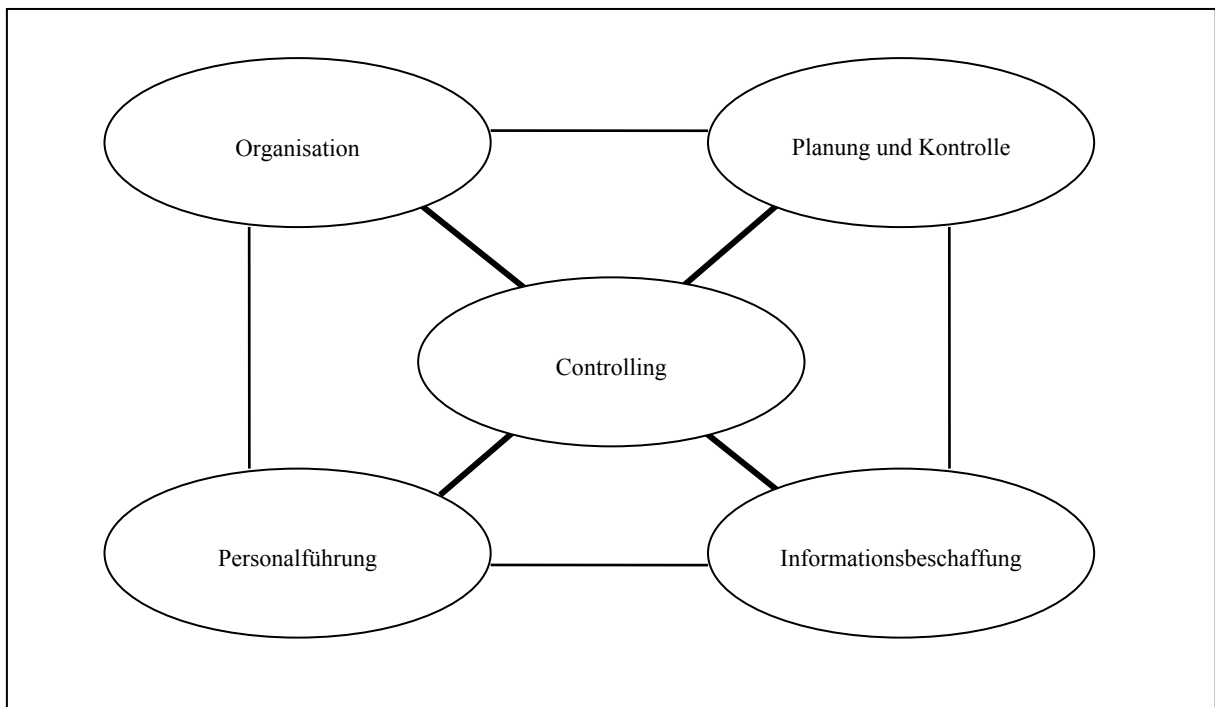 Organisation
Planung und Kontrolle
Controlling
Personalführung
Informationsbeschaffung